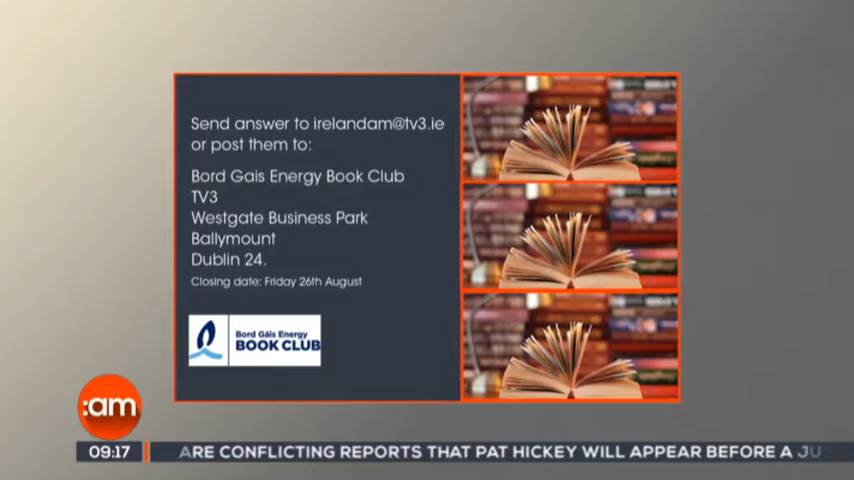 Send answer to irelandam@tv3.ie
or post them to:
Bord Gais Energy Book Club
TV3
Westgate Business Park
Ballymount
Dublin 24.
Closing date: Friday 26th August
Bord Gáis Energy
BOOK CLUB
:am
09:17
ARE CONFLICTING REPORTS THAT PAT HICKEY WILL APPEAR BEFORE A JU